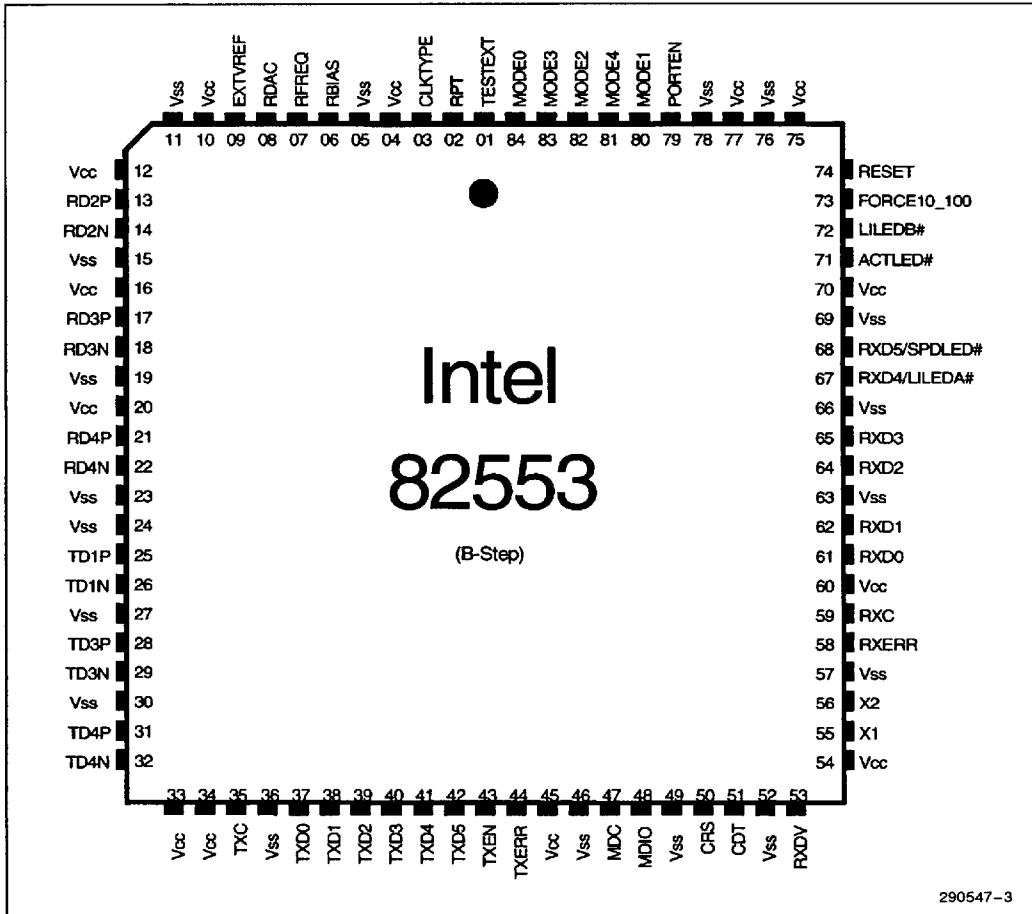 Vss Vcc EXTVREF RDAC RFREQ RBIAS Vss Vcc CLKTYPE RPT TESTEXT MODE0 MODE3 MODE2 MODE4 MODE1 PORTEN Vss Vcc Vss Vcc
11 10 09 08 07 06 05 04 03 02 01 84 83 82 81 80 79 78 77 76 75
Vcc 12 74 RESET
RD2P 13 73 FORCE10_100
RD2N 14 72 LILEDB#
Vss 15 71 ACTLED#
Vcc 16 70 Vcc
RD3P 17 69 Vss
RD3N 18 68 RXD5/SPDLED#
Vss 19 67 RXD4/LILEDA#
Intel
Vcc 20 66 Vss
RD4P 21 65 RXD3
RD4N 22 64 RXD2
82553
Vss 23 63 Vss
Vss 24 62 RXD1
TD1P 25 (B-Step) 61 RXD0
TD1N 26 60 Vcc
Vss 27 59 RXC
TD3P 28 58 RXERR
TD3N 29 57 Vss
Vss 30 56 X2
TD4P 31 55 X1
TD4N 32 54 Vcc
33 34 35 36 37 38 39 40 41 42 43 44 45 46 47 48 49 50 51 52 53
Vcc Vcc TXC Vss TXD0 TXD1 TXD2 TXD3 TXD4 TXD5 TXEN TXERR Vcc Vss MDC MDIO Vss CRS CDT Vss RXDV
290547-3